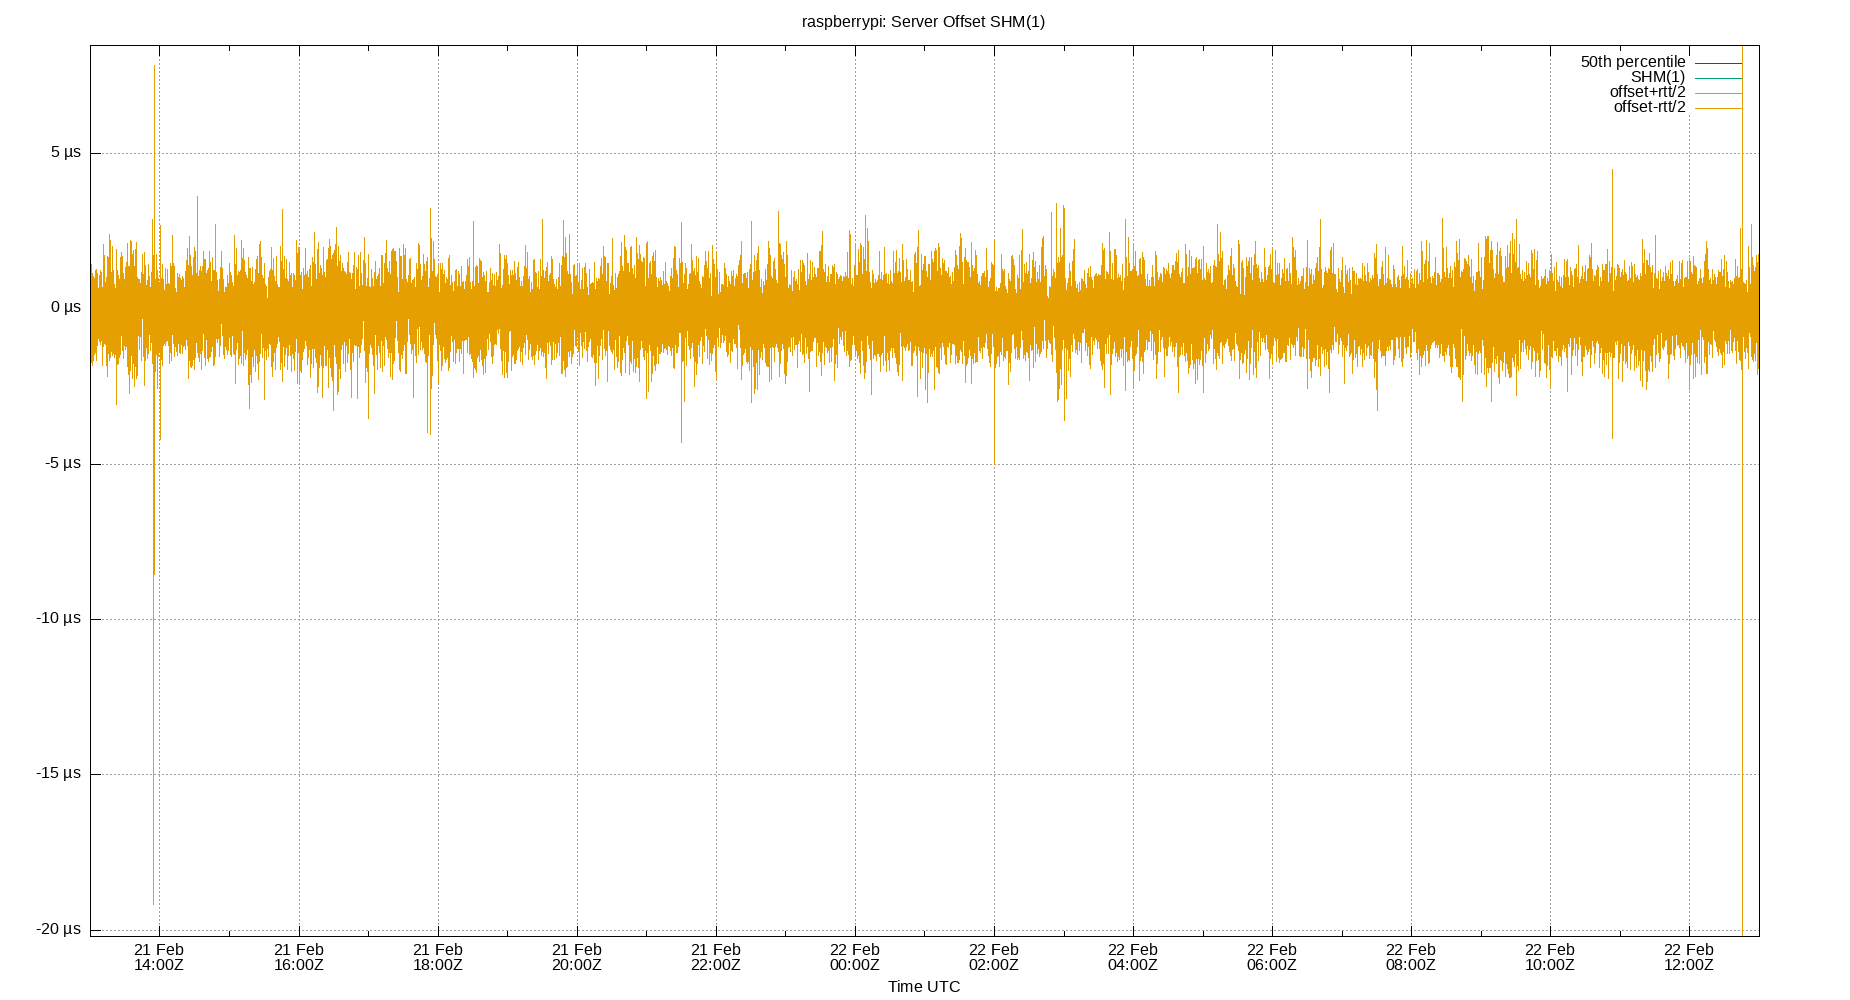 raspberrypi: Server Offset SHM(1)
50th percentile
SHM(1)
offset+rtt/2
offset-rtt/2
5 µs
0 µs
-5 µs
-10 µs
-15 µs
-20 µs
21 Feb 21 Feb 21 Feb 21 Feb 21 Feb 22 Feb 22 Feb 22 Feb 22 Feb 22 Feb 22 Feb 22 Feb
14:00Z 16:00Z 18:00Z 20:00Z 22:00Z 00:00Z 02:00Z 04:00Z 06:00Z 08:00Z 10:00Z 12:00Z
Time UTC